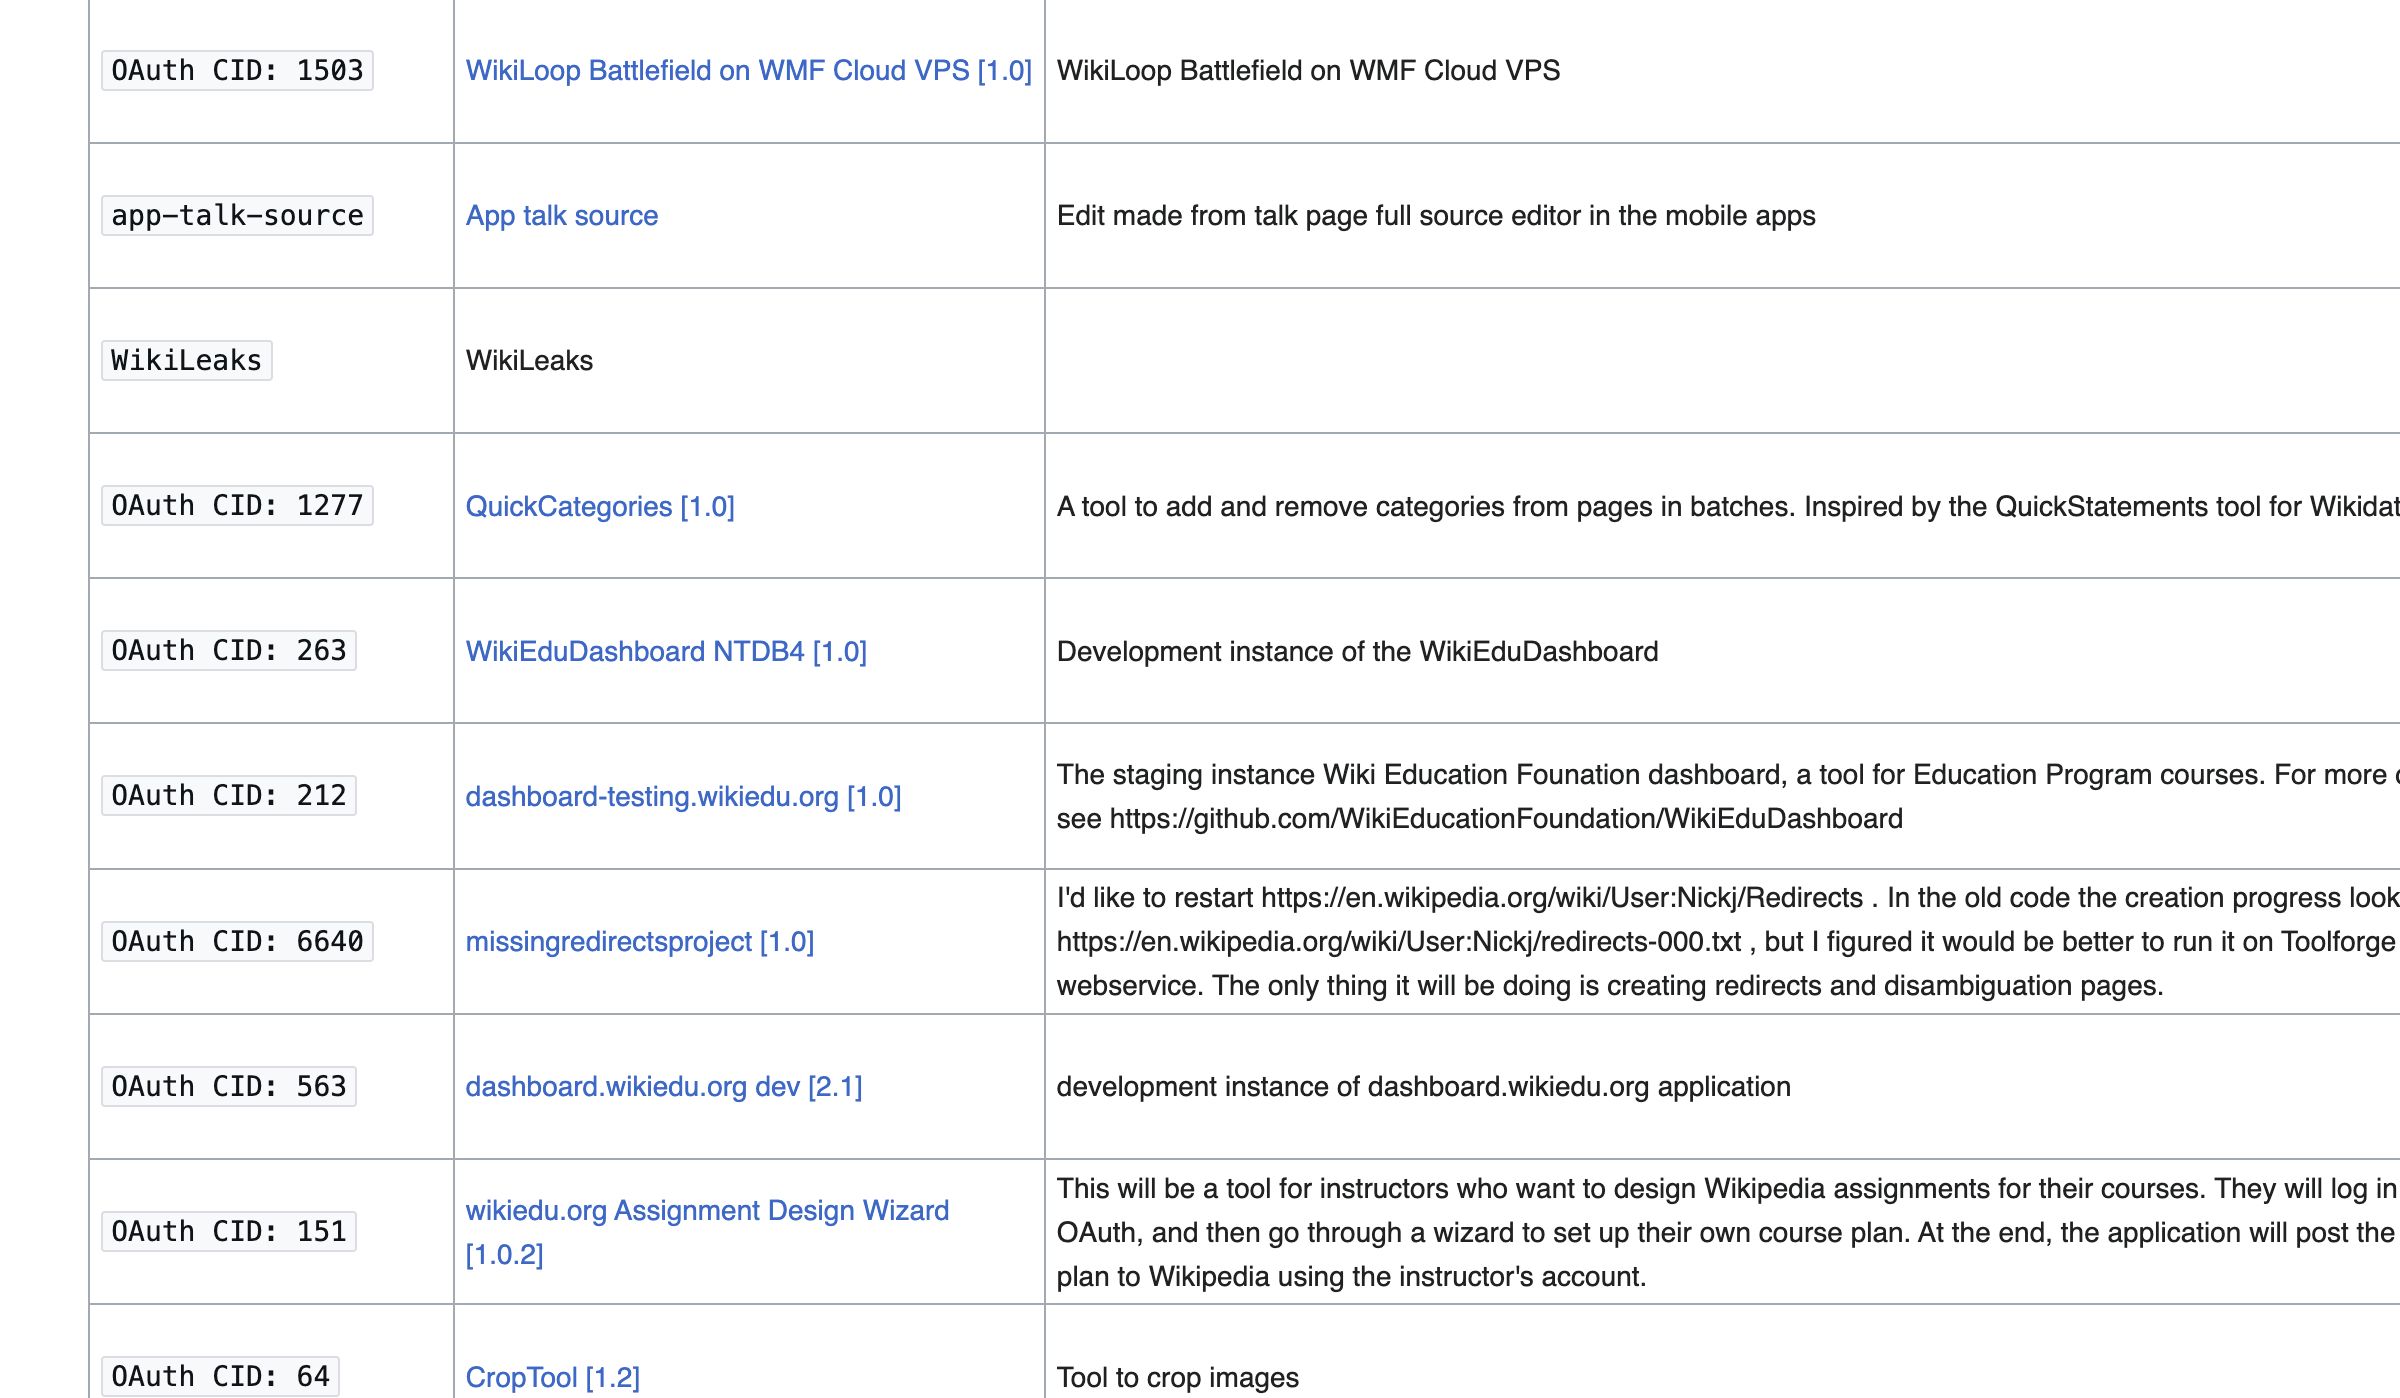 OAuth CID: 1503
WikiLoop Battlefield on WMF Cloud VPS [1.0]
WikiLoop Battlefield on WMF Cloud VPS
app-talk-source
App talk source
Edit made from talk page full source editor in the mobile apps
WikiLeaks
WikiLeaks
OAuth CID: 1277
QuickCategories [1.0]
A tool to add and remove categories from pages in batches. Inspired by the QuickStatements tool for Wikidat
OAuth CID: 263
WikiEduDashboard NTDB4 [1.0]
Development instance of the WikiEduDashboard
OAuth CID: 212
dashboard-testing.wikiedu.org [1.0]
The staging instance Wiki Education Founation dashboard, a tool for Education Program courses. For more
see https://github.com/WikiEducationFoundation/WikiEduDashboard
OAuth CID: 6640
missingredirectsproject [1.0]
I'd like to restart https://en.wikipedia.org/wiki/User:Nickj/Redirects . In the old code the creation progress look
https://en.wikipedia.org/wiki/User:Nickj/redirects-000.txt , but I figured it would be better to run it on Toolforge
webservice. The only thing it will be doing is creating redirects and disambiguation pages.
OAuth CID: 563
dashboard.wikiedu.org dev [2.1]
development instance of dashboard.wikiedu.org application
OAuth CID: 151
wikiedu.org Assignment Design Wizard
[1.0.2]
This will be a tool for instructors who want to design Wikipedia assignments for their courses. They will log in
OAuth, and then go through a wizard to set up their own course plan. At the end, the application will post the
plan to Wikipedia using the instructor's account.
OAuth CID: 64
CropTool [1.2]
Tool to crop images